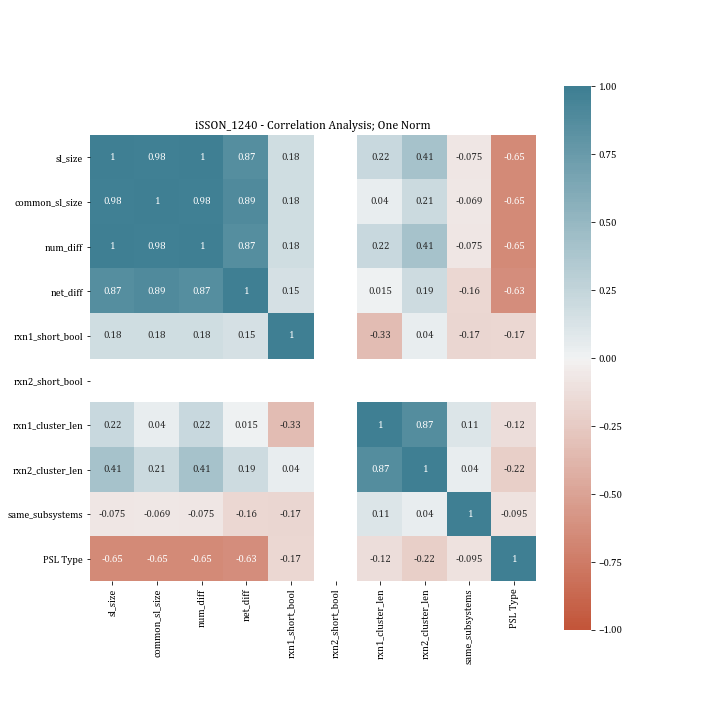 iSSON_1240 - Correlation Analysis; One Norm
sl_size 1 0.98 1 0.87 0.18 0.22 0.41 -0.075 -0.65
common_sl_size 0.98 1 0.98 0.89 0.18 0.04 0.21 -0.069 -0.65
num_diff 1 0.98 1 0.87 0.18 0.22 0.41 -0.075 -0.65
net_diff 0.87 0.89 0.87 1 0.15 0.015 0.19 -0.16 -0.63
rxn1_short_bool 0.18 0.18 0.18 0.15 1 -0.33 0.04 -0.17 -0.17
rxn2_short_bool
rxn1_cluster_len 0.22 0.04 0.22 0.015 -0.33 1 0.87 0.11 -0.12
rxn2_cluster_len 0.41 0.21 0.41 0.19 0.04 0.87 1 0.04 -0.22
same_subsystems -0.075 -0.069 -0.075 -0.16 -0.17 0.11 0.04 1 -0.095
PSL Type -0.65 -0.65 -0.65 -0.63 -0.17 -0.12 -0.22 -0.095 1
sl_size
common_sl_size
num_diff
net_diff
rxn1_short_bool
rxn2_short_bool
rxn1_cluster_len
rxn2_cluster_len
same_subsystems
PSL Type
1.00
0.75
0.50
0.25
0.00
−0.25
−0.50
−0.75
−1.00